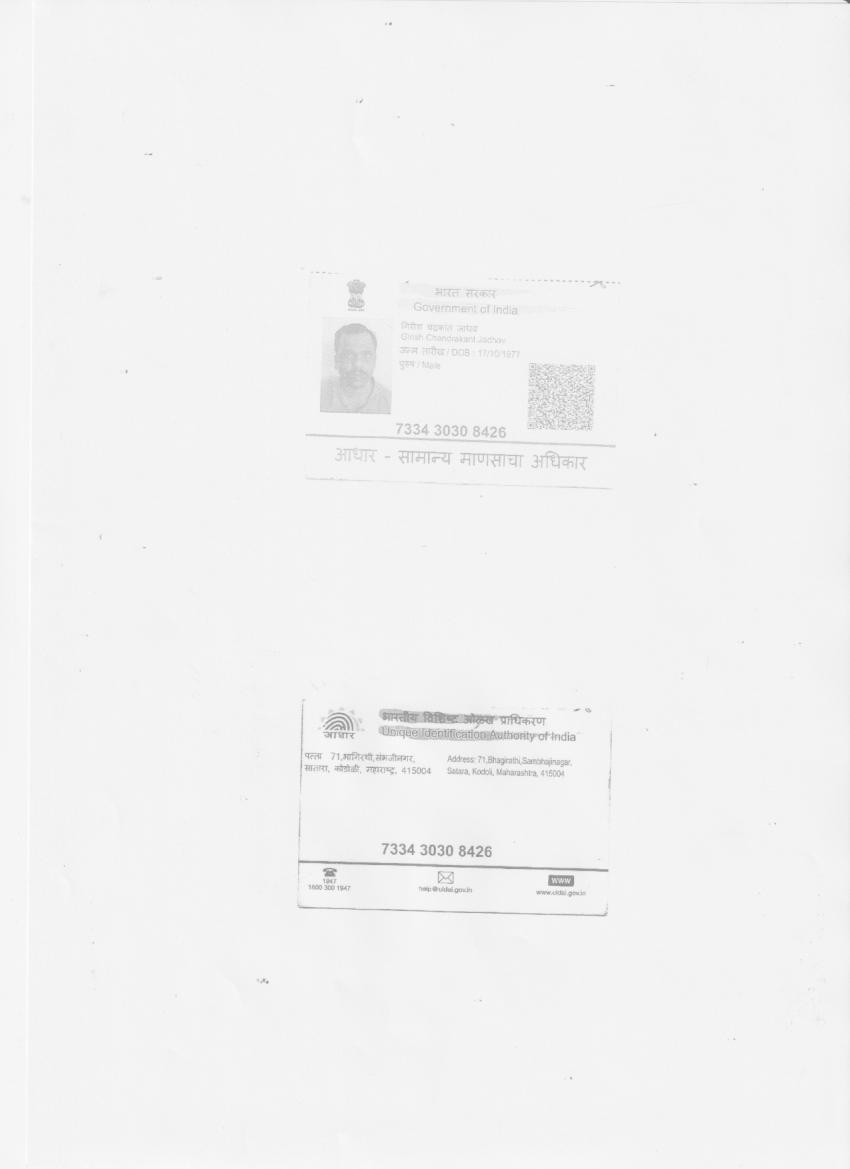 भारत सरकार
Government of India
गिरीश चंद्रकांत जाधव
Girish Chandrakant Jadhav
जन्म तारीख / DOB : 17/10/1977
पुरुष / Male
7334 3030 8426
आधार - सामान्य माणसाचा अधिकार
आधार
भारतीय विशिष्ट ओळख प्राधिकरण
Unique Identification Authority of India
पत्ता 71,भागिरथी,संभाजीनगर,
सातारा, कोडोली, महाराष्ट्र, 415004
Address: 71,Bhagirathi,Sambhajinagar,
Satara, Kodoli, Maharashtra, 415004
7334 3030 8426
1947
1800 300 1947
help@uidai.gov.in
www
www.uidai.gov.in